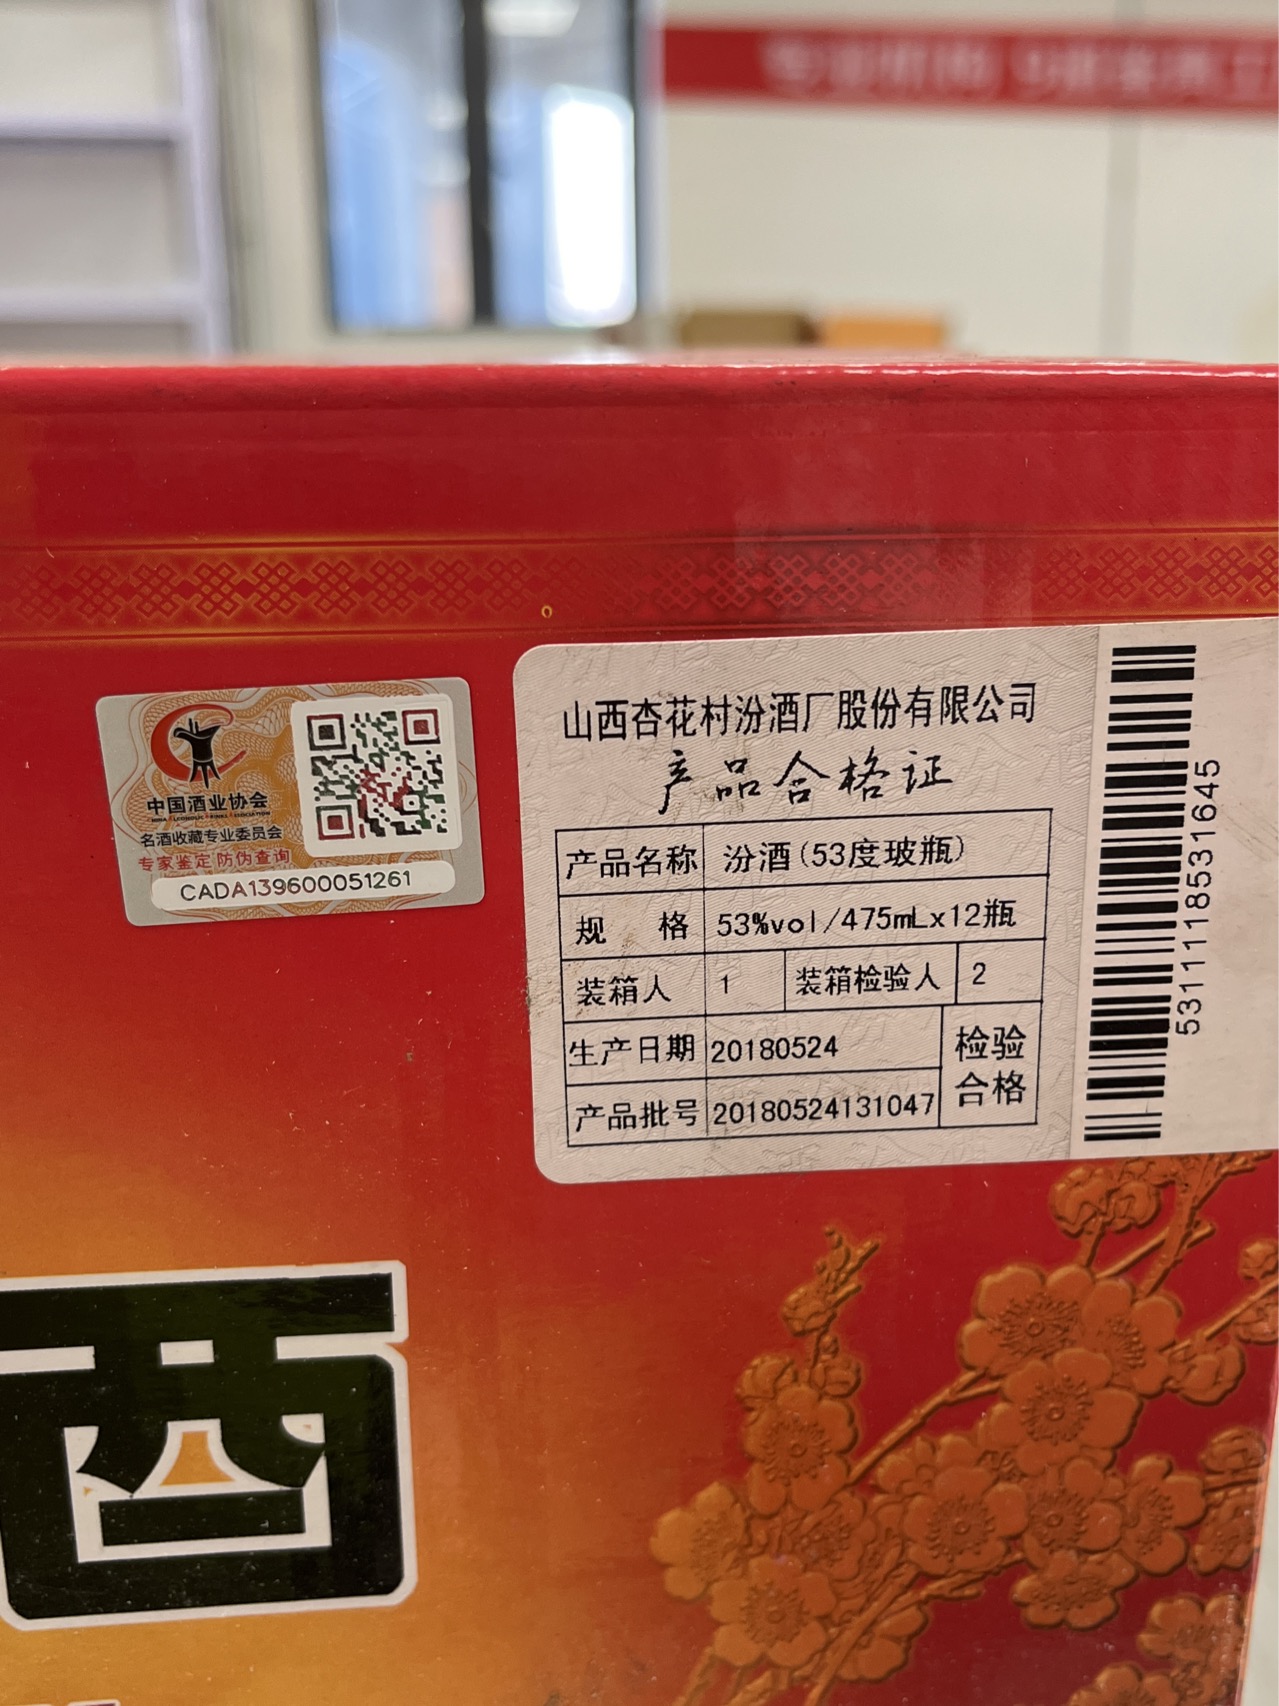 中国酒业协会
名酒收藏专业委员会
专家鉴定 防伪查询
CADA139600051261
山西杏花村汾酒厂股份有限公司
产品合格证
产品名称 汾酒(53度玻瓶)
规 格 53%vol/475mLx12瓶
装箱人 1 装箱检验人 2
生产日期 20180524
产品批号 20180524131047
检验
合格
5311118531645
西